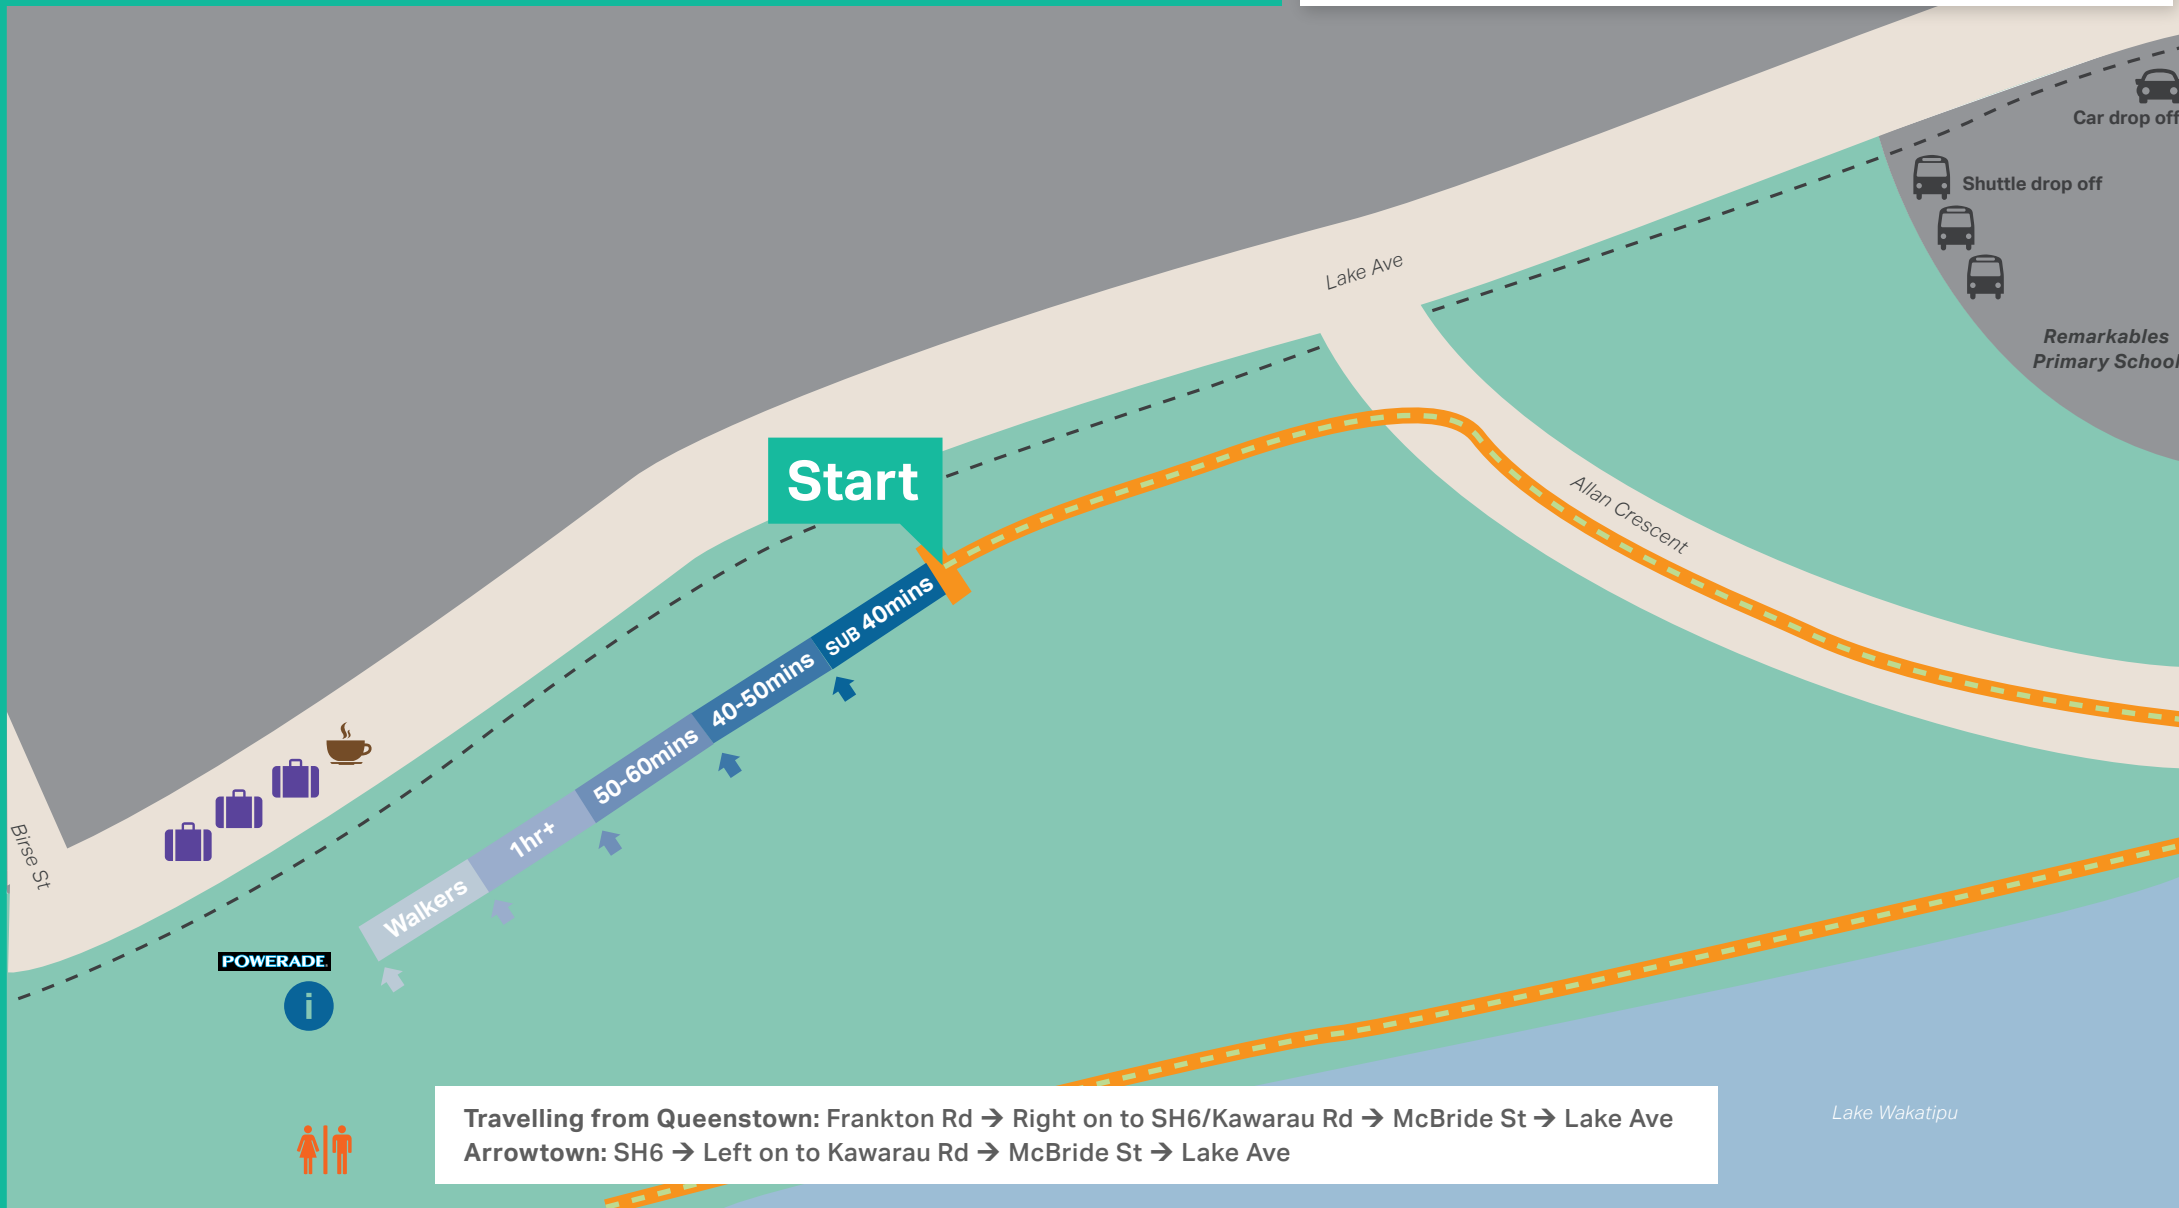 Car drop off
Shuttle drop off
Remarkables
Primary School
Lake Ave
Start
Allan Crescent
SUB 40mins
40-50mins
50-60mins
1hr+
Walkers
Birse St
POWERADE
i
Travelling from Queenstown: Frankton Rd → Right on to SH6/Kawarau Rd → McBride St → Lake Ave
Arrowtown: SH6 → Left on to Kawarau Rd → McBride St → Lake Ave
Lake Wakatipu